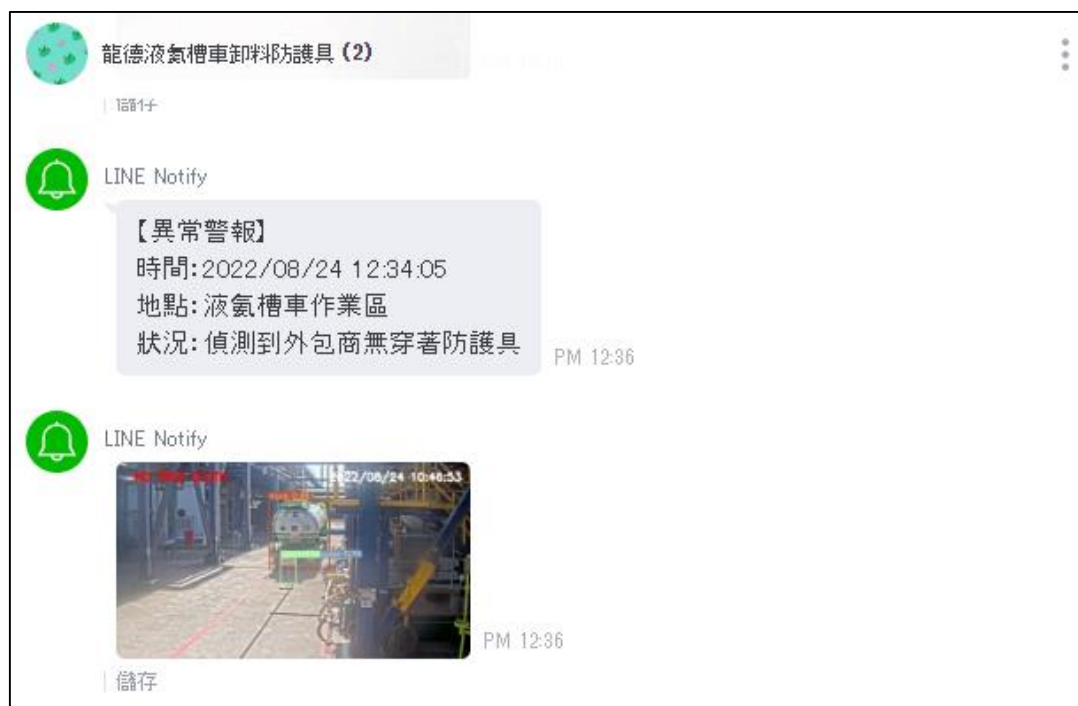 龍德液氨槽車卸料防護具 (2)
儲存
LINE Notify
【異常警報】
時間:2022/08/24 12:34:05
地點:液氨槽車作業區
狀況:偵測到外包商無穿著防護具
PM 12:36
LINE Notify
2022/08/24 10:46:53
PM 12:36
儲存